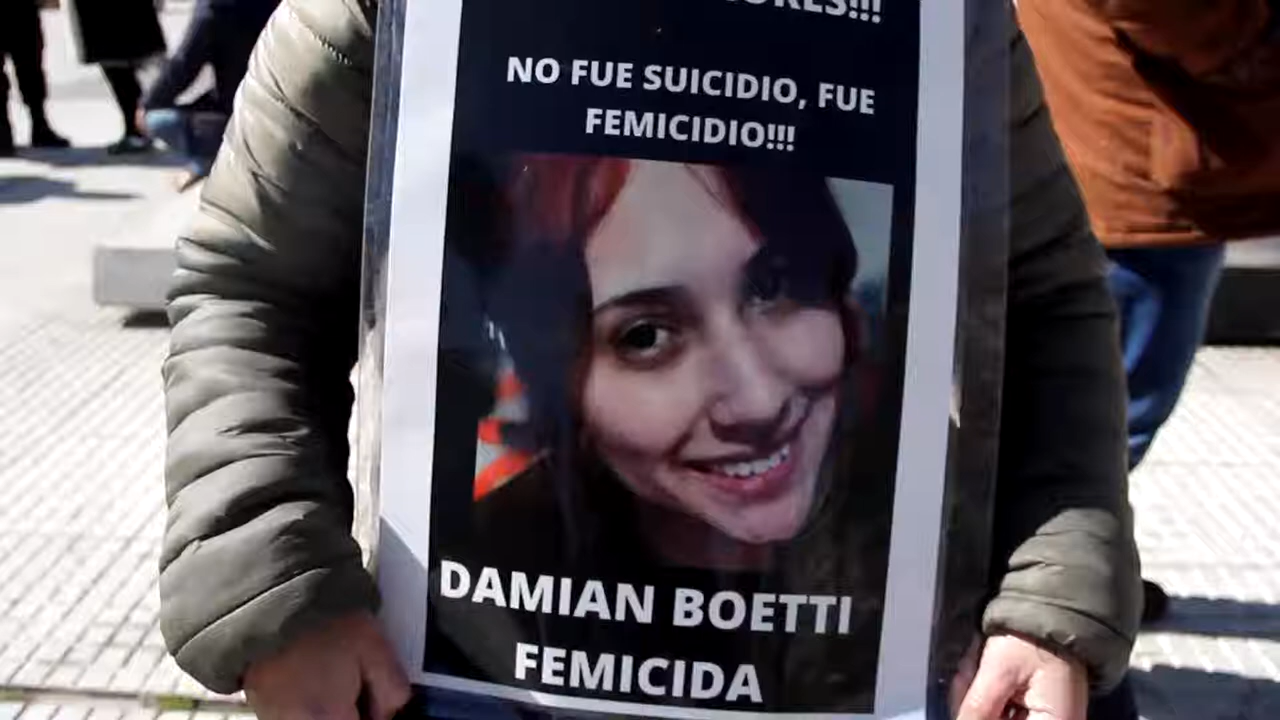 NO FUE SUICIDIO, FUE
FEMICIDIO!!!
DAMIAN BOETTI
FEMICIDA